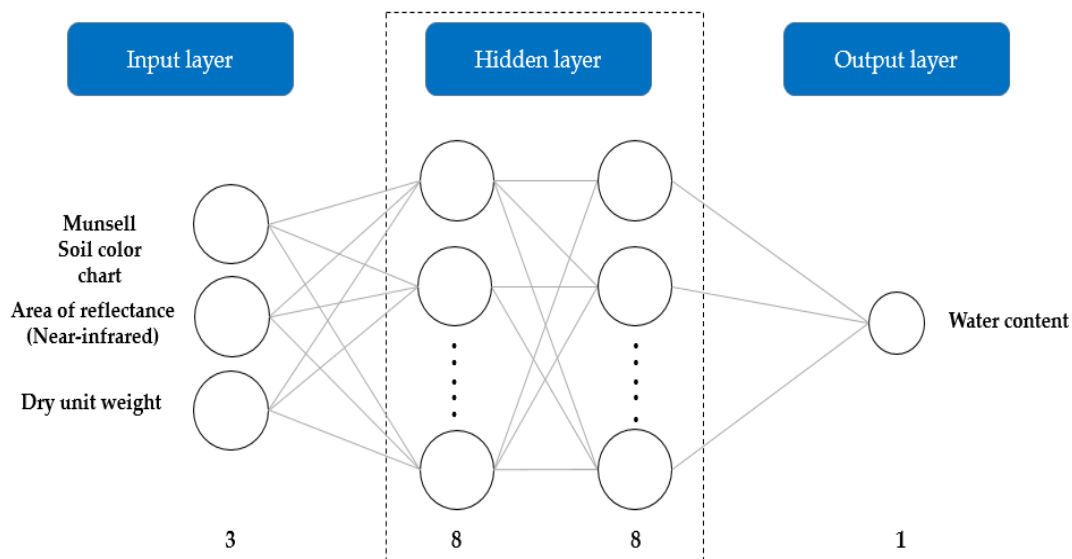 Input layer
Hidden layer
Output layer
Munsell
Soil color
chart
Area of reflectance
(Near-infrared)
Dry unit weight
Water content
3
8
8
1